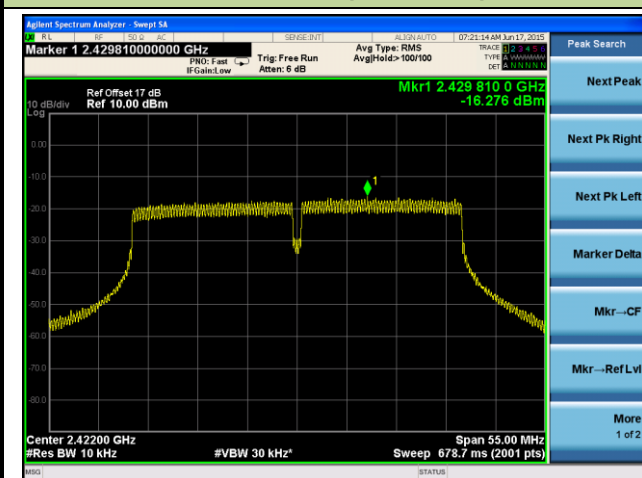 Agilent Spectrum Analyzer - Swept SA
RL RF 50 Ω AC SENSE:INT ALIGN AUTO 07:21:14 AM Jun 17, 2015
Marker 1 2.429810000000 GHz
PNO: Fast
IFGain:Low
Trig: Free Run
Atten: 6 dB
Avg Type: RMS
Avg|Hold>100/100
TRACE 1 2 3 4 5 6
TYPE A WWWWW
DET A N N N N N
Peak Search
Ref Offset 17 dB
10 dB/div Ref 10.00 dBm
Log
Mkr1 2.429 810 0 GHz
-16.276 dBm
0.00
-10.0
-20.0
-30.0
-40.0
-50.0
-60.0
-70.0
-80.0
1
Center 2.42200 GHz
Span 55.00 MHz
#Res BW 10 kHz
#VBW 30 kHz*
Sweep 678.7 ms (2001 pts)
MSG
STATUS
Next Peak
Next Pk Right
Next Pk Left
Marker Delta
Mkr→CF
Mkr→Ref Lvl
More
1 of 2